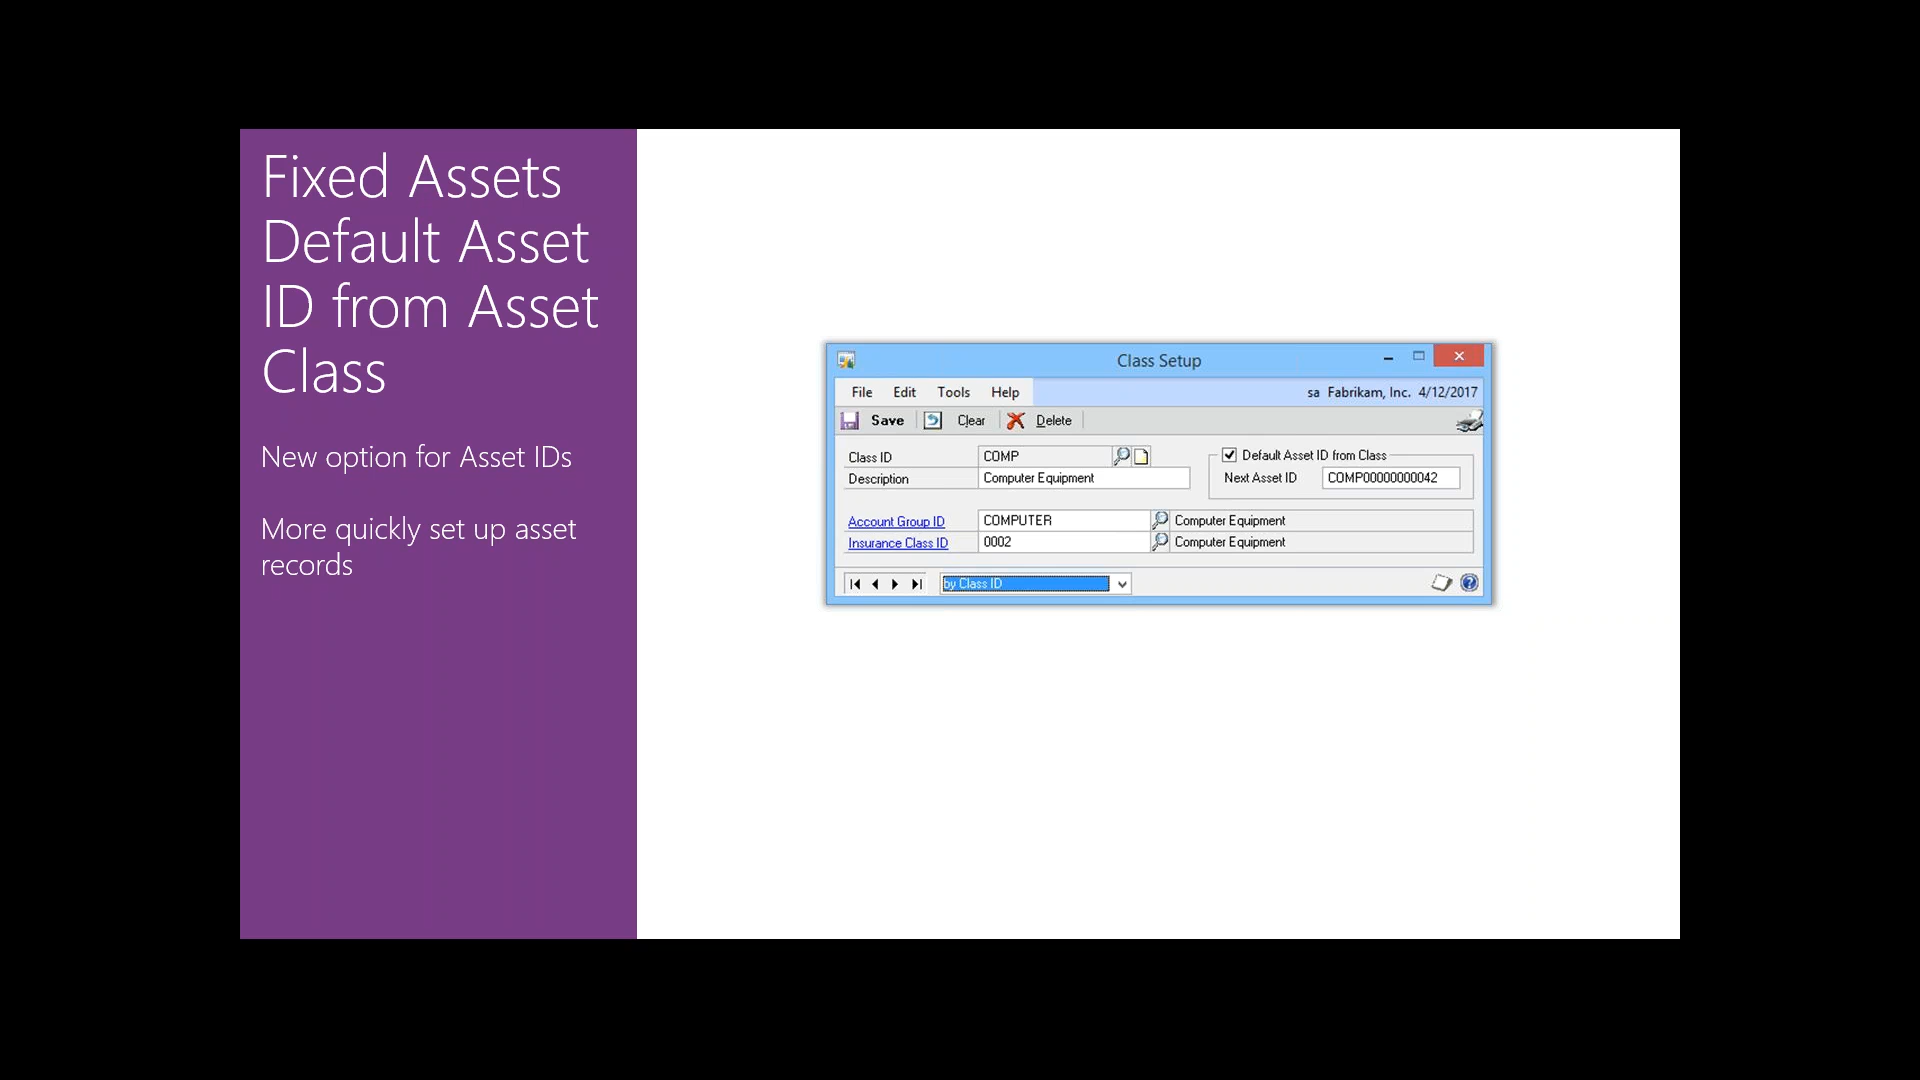 Fixed Assets
Default Asset
ID from Asset
Class
New option for Asset IDs
More quickly set up asset
records
Class Setup
File Edit Tools Help sa Fabrikam, Inc. 4/12/2017
Save Clear Delete
Class ID COMP Default Asset ID from Class
Description Computer Equipment Next Asset ID COMP00000000042
Account Group ID COMPUTER Computer Equipment
Insurance Class ID 0002 Computer Equipment
by Class ID